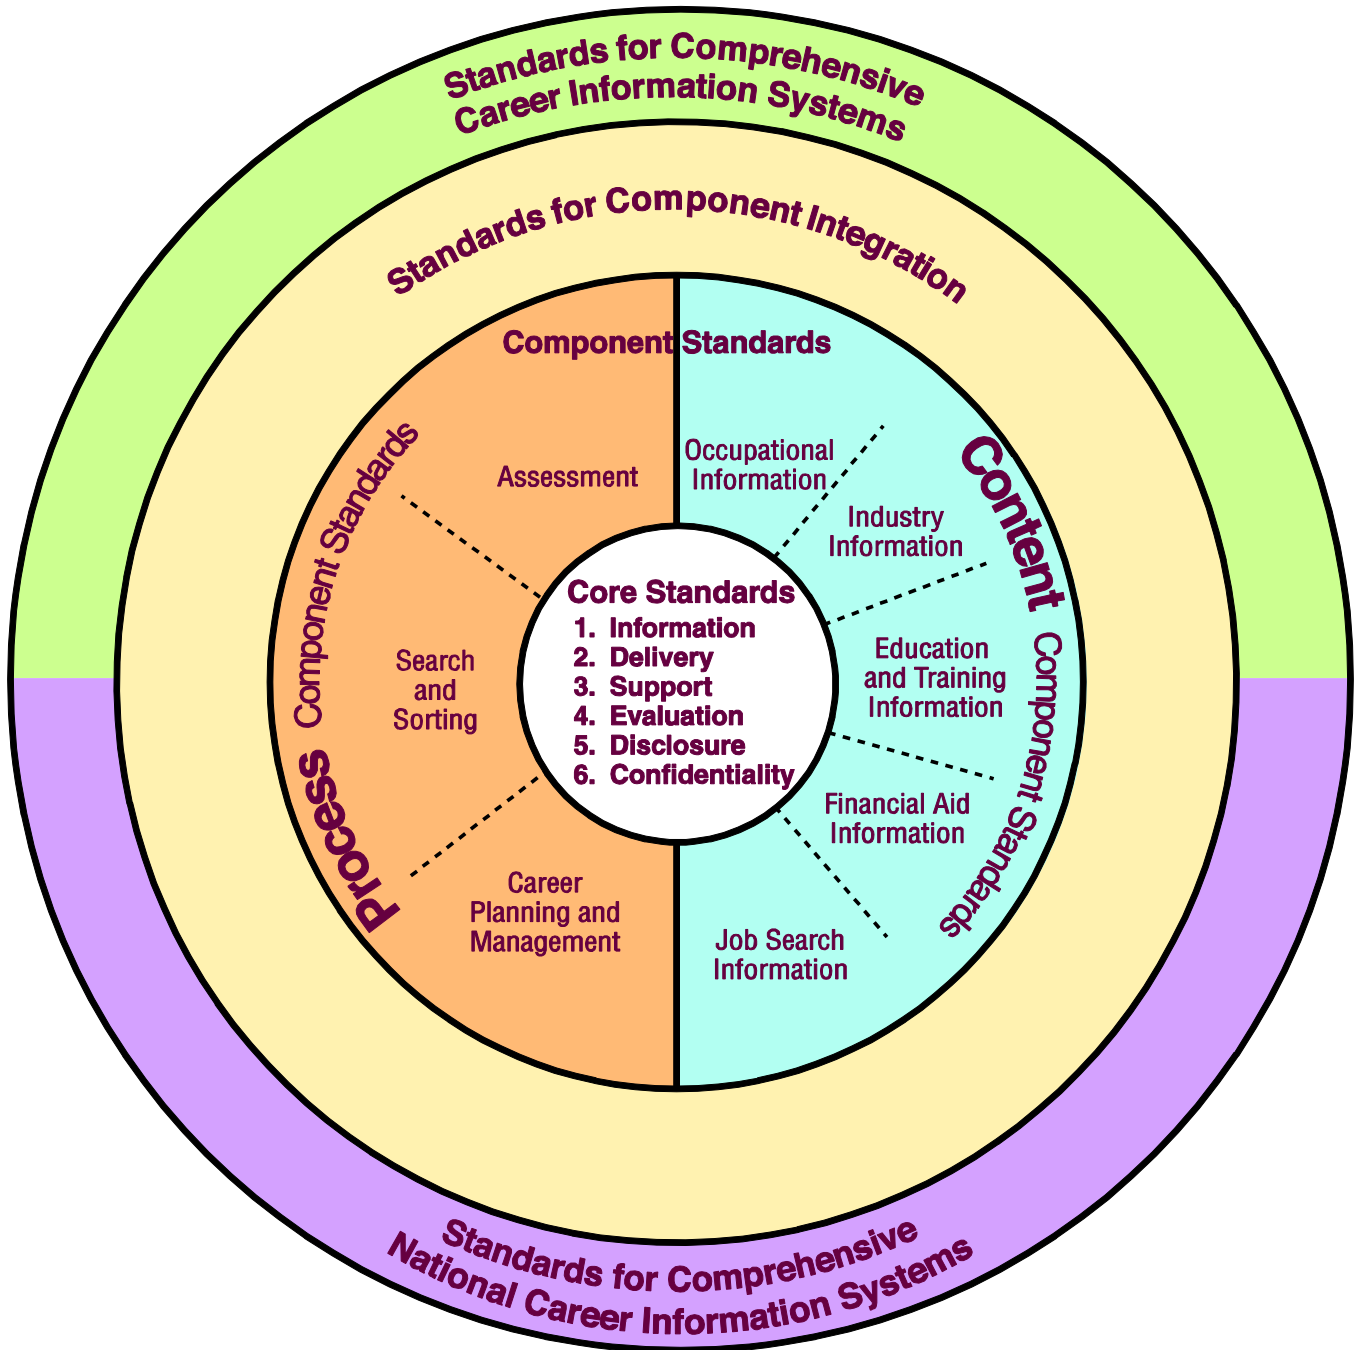 Standards for Comprehensive
Career Information Systems
Standards for Component Integration
Component Standards
Process Component Standards
Assessment
Search
and
Sorting
Career
Planning and
Management
Core Standards
1. Information
2. Delivery
3. Support
4. Evaluation
5. Disclosure
6. Confidentiality
Content Component Standards
Occupational
Information
Industry
Information
Education
and Training
Information
Financial Aid
Information
Job Search
Information
Standards for Comprehensive
National Career Information Systems